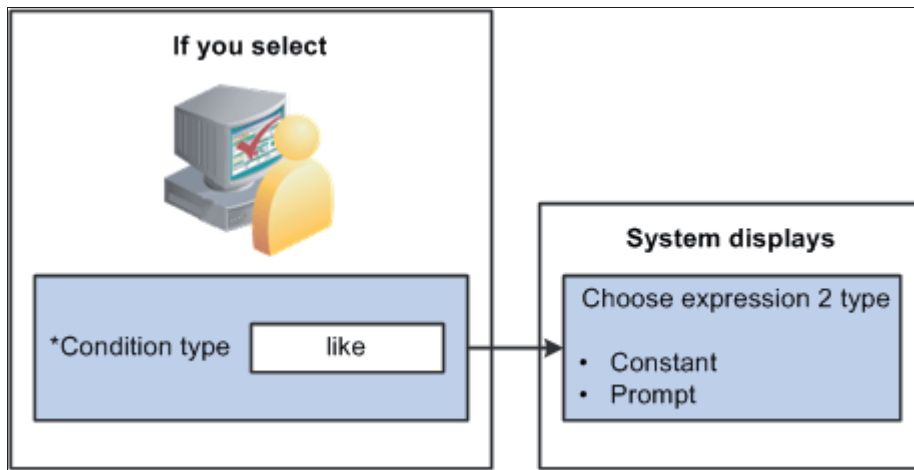 If you select
*Condition type
like
System displays
Choose expression 2 type
• Constant
• Prompt